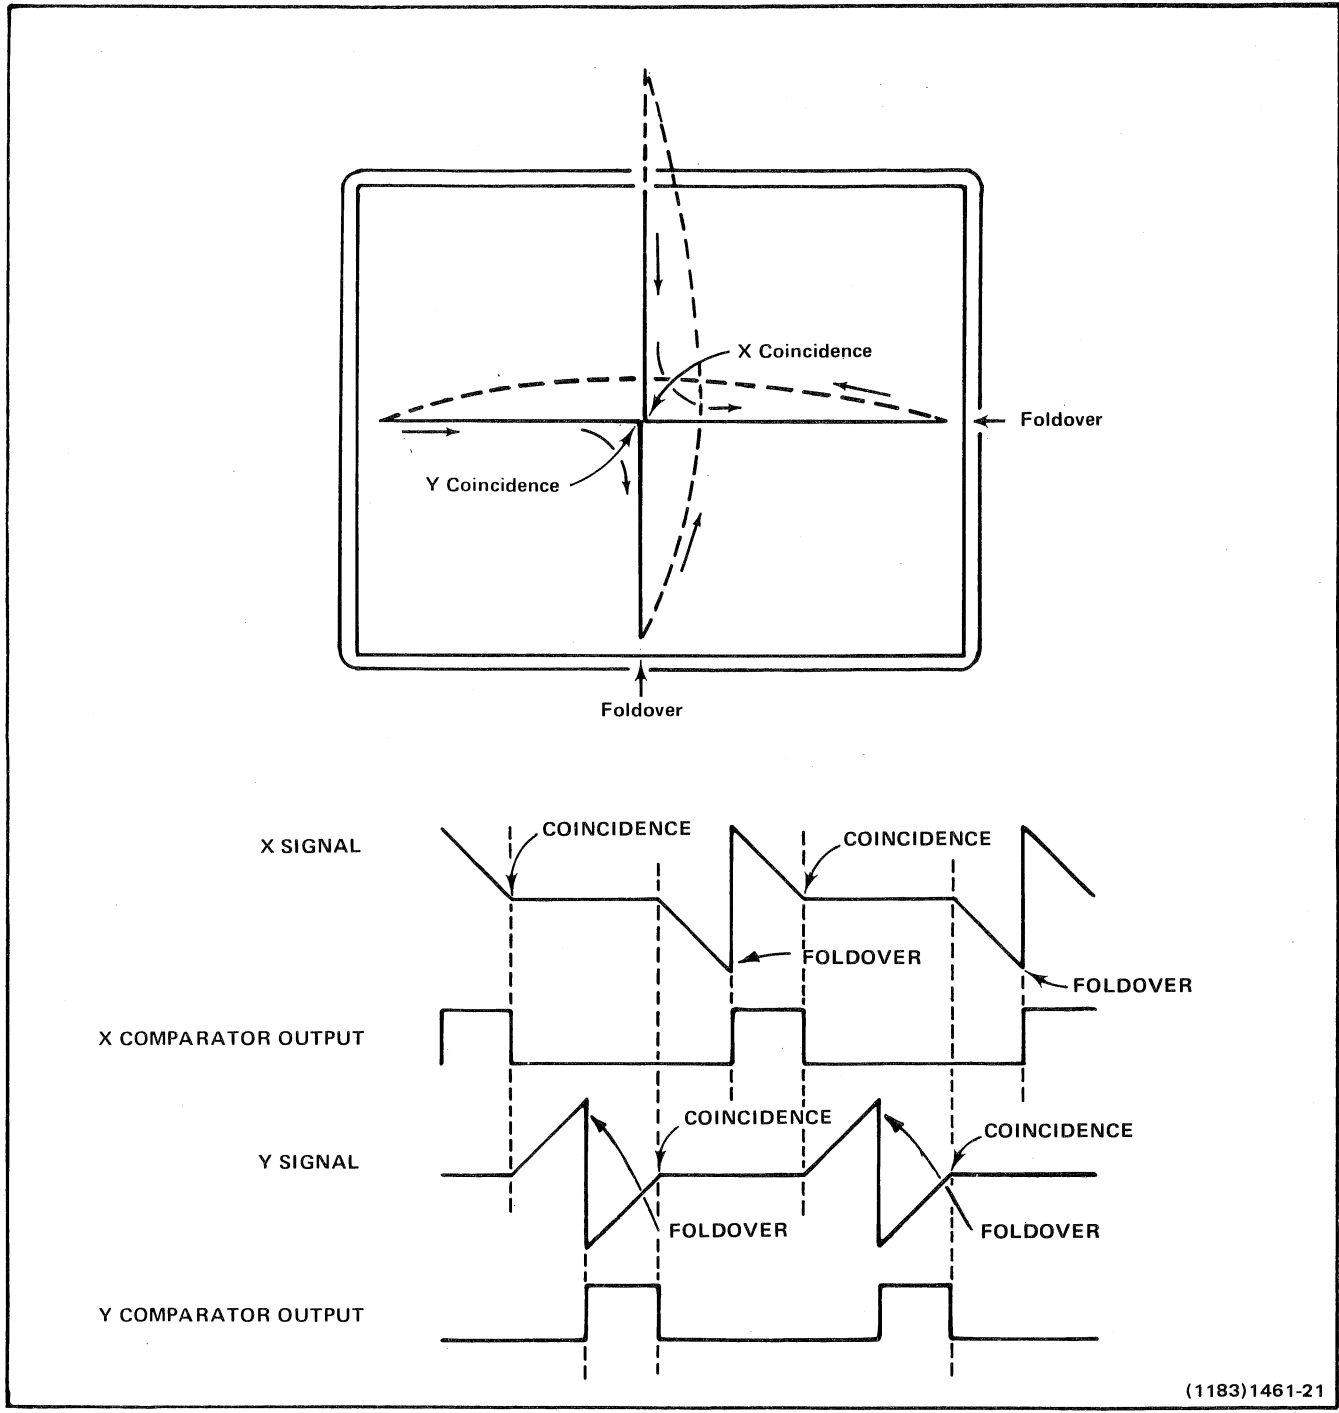 X Coincidence
Foldover
Y Coincidence
Foldover
X SIGNAL
COINCIDENCE
COINCIDENCE
FOLDOVER
FOLDOVER
X COMPARATOR OUTPUT
COINCIDENCE
COINCIDENCE
Y SIGNAL
FOLDOVER
FOLDOVER
Y COMPARATOR OUTPUT
(1183)1461-21